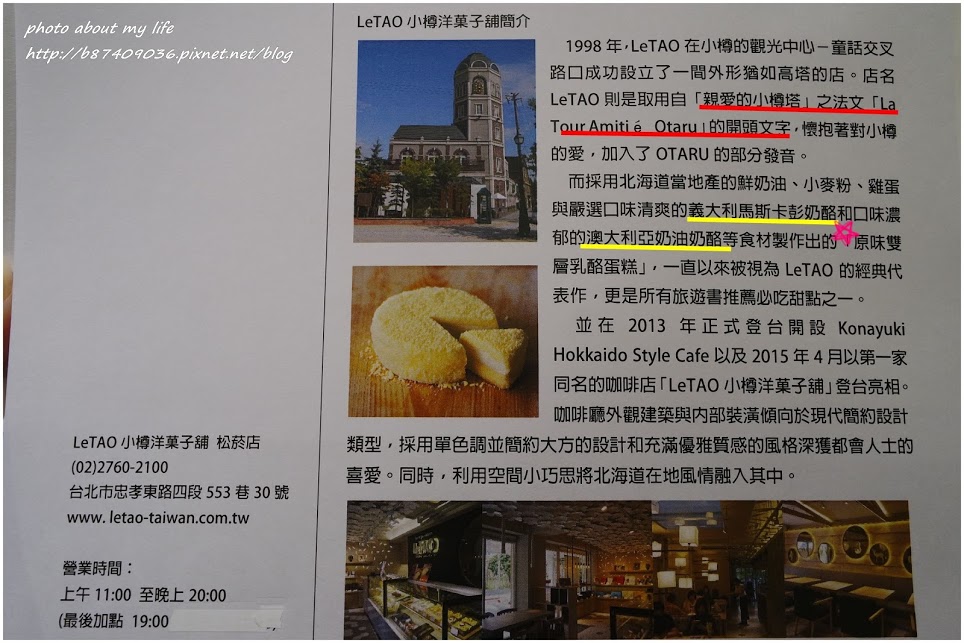 photo about my life
http://b87409036.pixnet.net/blog
LeTAO 小樽洋菓子舖簡介
1998 年,LeTAO 在小樽的觀光中心－童話交叉
路口成功設立了一間外形猶如高塔的店。店名
LeTAO 則是取用自「親愛的小樽塔」之法文「La
Tour Amiti é Otaru」的開頭文字,懷抱著對小樽
的愛，加入了 OTARU 的部分發音。
而採用北海道當地產的鮮奶油、小麥粉、雞蛋
與嚴選口味清爽的義大利馬斯卡彭奶酪和口味濃
郁的澳大利亞奶油奶酪等食材製作出的 原味雙
層乳酪蛋糕」，一直以來被視為 LeTAO 的經典代
表作，更是所有旅遊書推薦必吃甜點之一。
並在 2013 年正式登台開設 Konayuki
Hokkaido Style Cafe 以及 2015 年 4 月以第一家
同名的咖啡店「LeTAO 小樽洋菓子舖」登台亮相。
咖啡廳外觀建築與內部裝潢傾向於現代簡約設計
類型，採用單色調並簡約大方的設計和充滿優雅質感的風格深獲都會人士的
喜愛。同時，利用空間小巧思將北海道在地風情融入其中。
LeTAO 小樽洋菓子舖 松菸店
(02)2760-2100
台北市忠孝東路四段 553 巷 30 號
www. letao-taiwan.com.tw
營業時間：
上午 11:00 至晚上 20:00
(最後加點 19:00
LeTAO